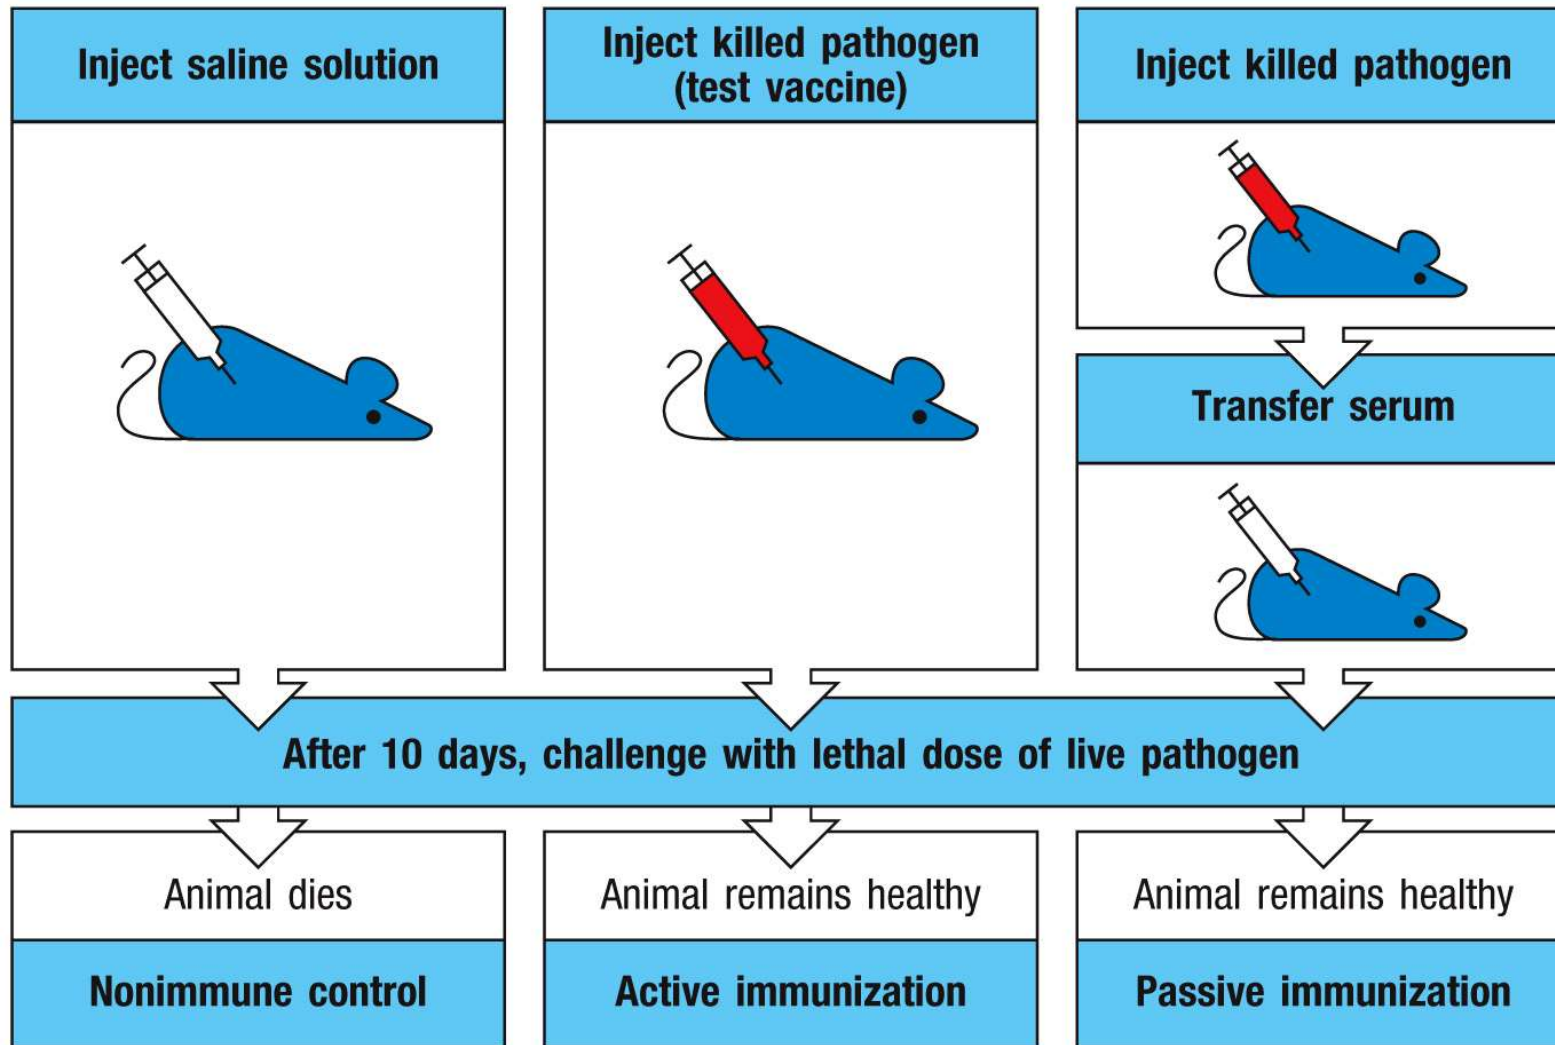 Inject saline solution
Inject killed pathogen
(test vaccine)
Inject killed pathogen
Transfer serum
After 10 days, challenge with lethal dose of live pathogen
Animal dies
Animal remains healthy
Animal remains healthy
Nonimmune control
Active immunization
Passive immunization